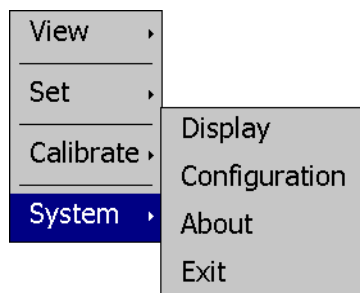 View
Set
Calibrate
System
Display
Configuration
About
Exit